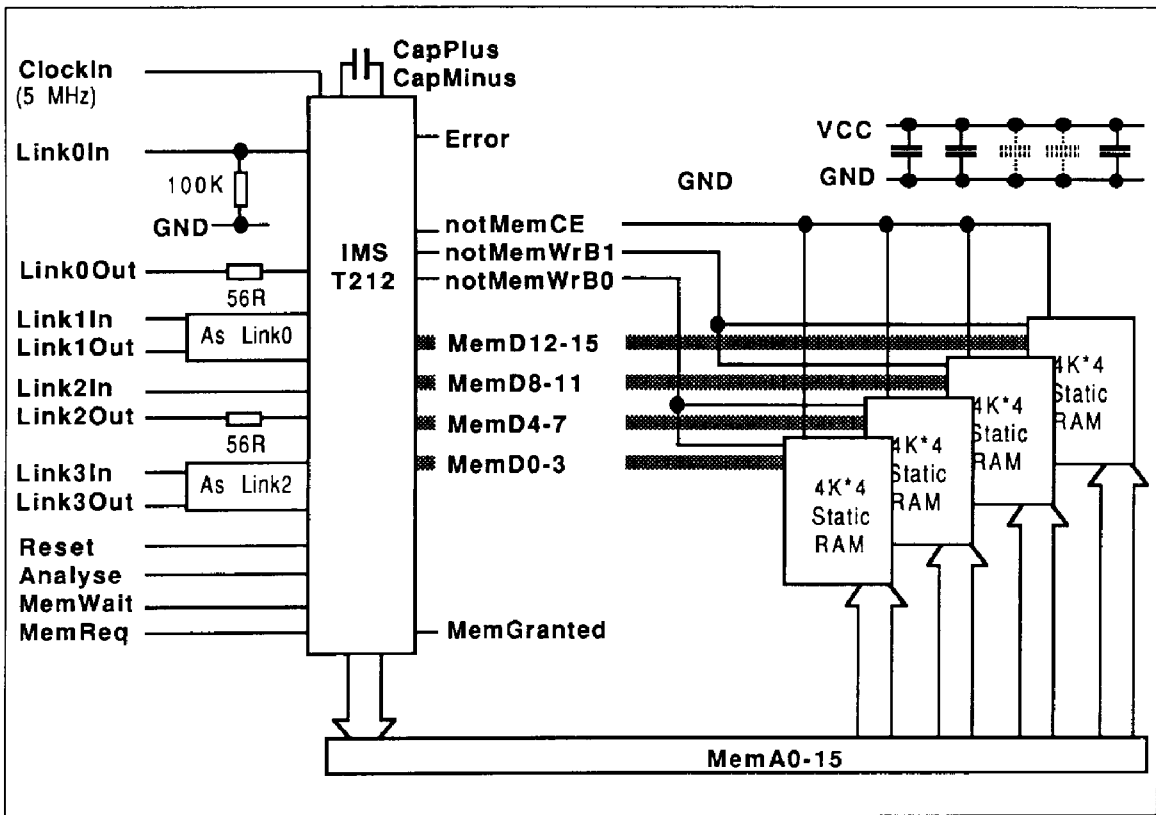 ClockIn
(5 MHz)
Link0In
100K
GND
Link0Out
56R
Link1In
Link1Out
As Link0
Link2In
Link2Out
56R
Link3In
Link3Out
As Link2
Reset
Analyse
MemWait
MemReq
CapPlus
CapMinus
IMS
T212
Error
notMemCE
notMemWrB1
notMemWrB0
MemD12-15
MemD8-11
MemD4-7
MemD0-3
MemGranted
GND
VCC
GND
4K*4
Static
RAM
4K*4
Static
RAM
4K*4
Static
RAM
4K*4
Static
RAM
MemA0-15